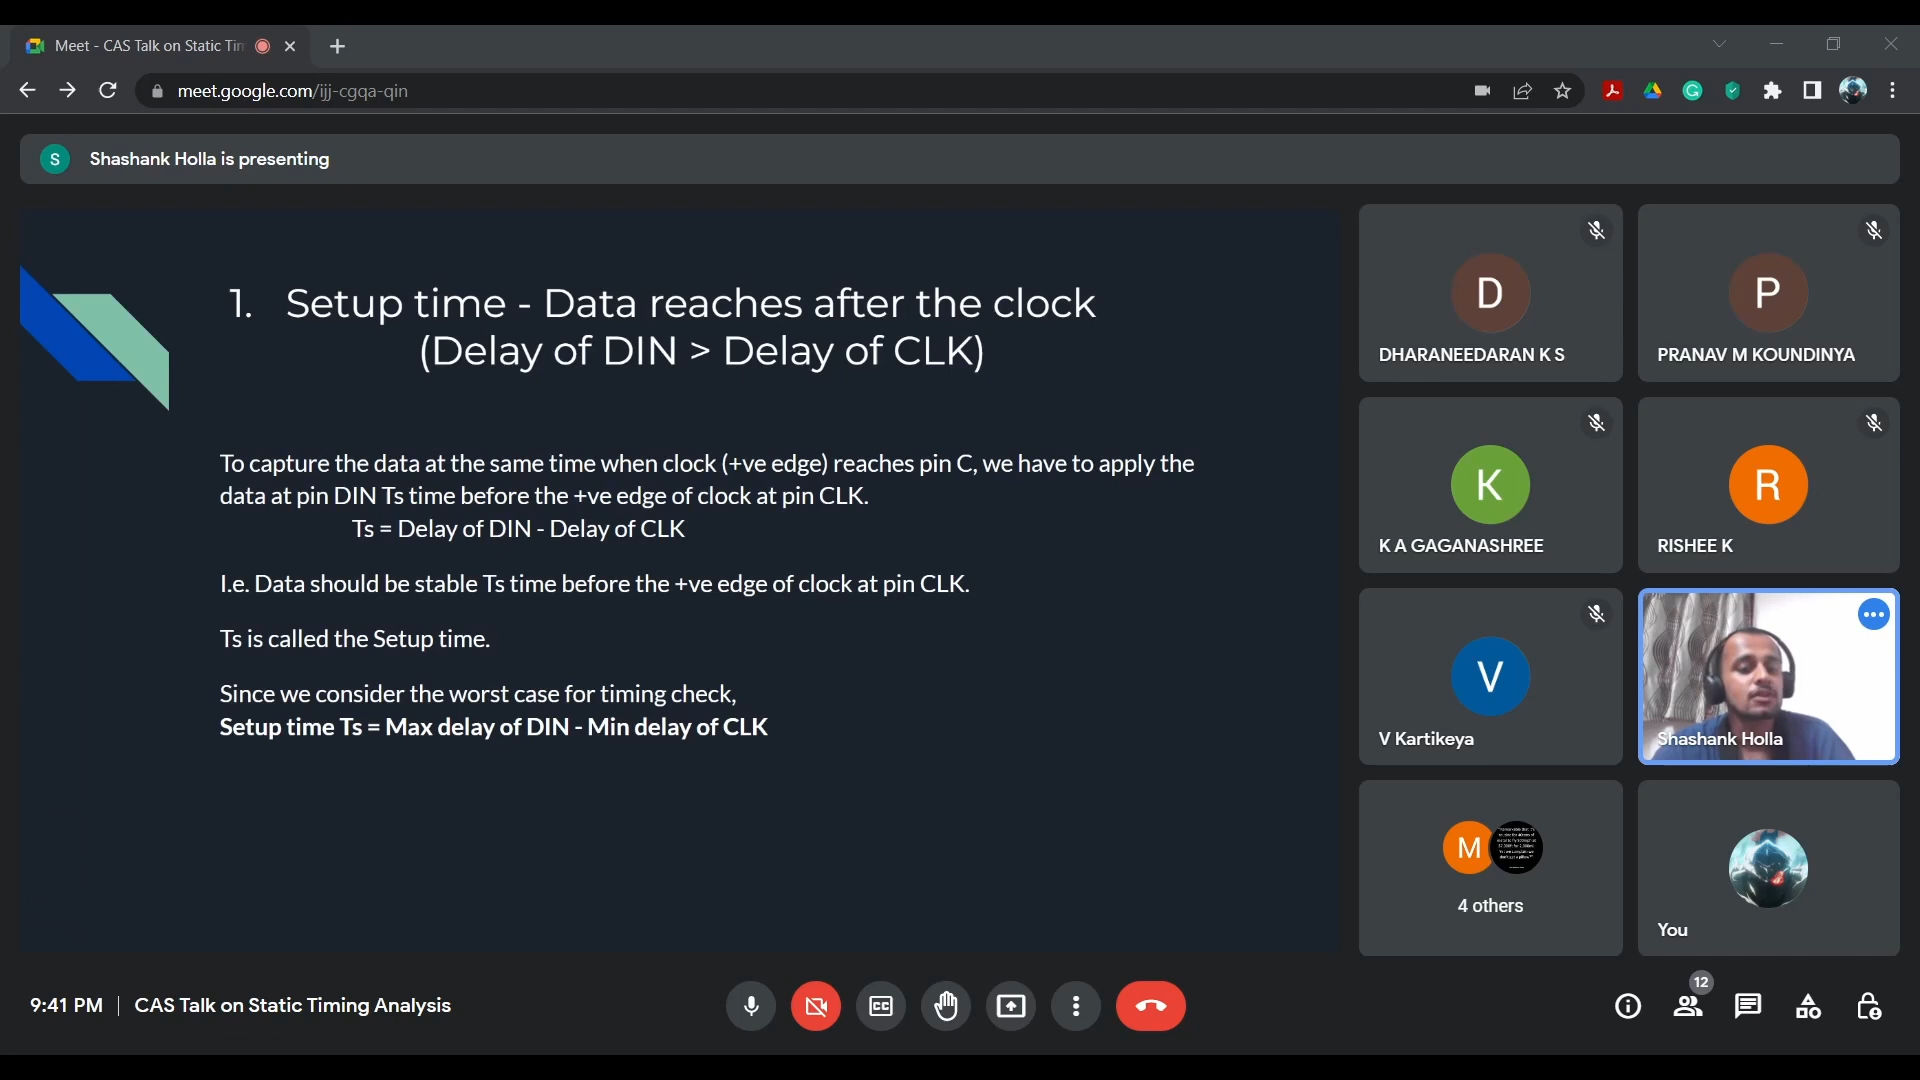 Meet - CAS Talk on Static Tim
meet.google.com/ijj-cgqa-qin
S
Shashank Holla is presenting
1. Setup time - Data reaches after the clock
(Delay of DIN > Delay of CLK)
To capture the data at the same time when clock (+ve edge) reaches pin C, we have to apply the
data at pin DIN Ts time before the +ve edge of clock at pin CLK.
Ts = Delay of DIN - Delay of CLK
I.e. Data should be stable Ts time before the +ve edge of clock at pin CLK.
Ts is called the Setup time.
Since we consider the worst case for timing check,
Setup time Ts = Max delay of DIN - Min delay of CLK
D
DHARANEEDARAN K S
P
PRANAV M KOUNDINYA
K
K A GAGANASHREE
R
RISHEE K
V
V Kartikeya
Shashank Holla
M
4 others
You
9:41 PM | CAS Talk on Static Timing Analysis
CC
12